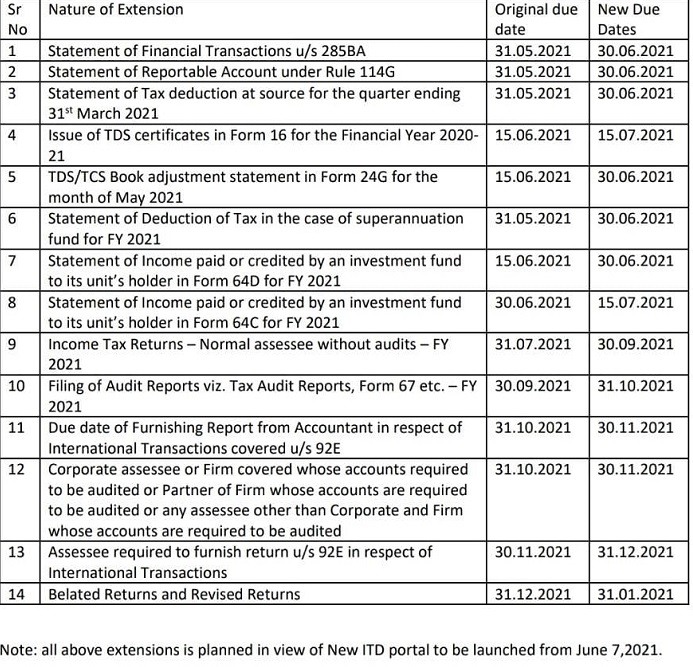 Sr No Nature of Extension Original due date New Due Dates
1 Statement of Financial Transactions u/s 285BA 31.05.2021 30.06.2021
2 Statement of Reportable Account under Rule 114G 31.05.2021 30.06.2021
3 Statement of Tax deduction at source for the quarter ending 31.05.2021 30.06.2021
31st March 2021
4 Issue of TDS certificates in Form 16 for the Financial Year 2020- 15.06.2021 15.07.2021
21
5 TDS/TCS Book adjustment statement in Form 24G for the 15.06.2021 30.06.2021
month of May 2021
6 Statement of Deduction of Tax in the case of superannuation 31.05.2021 30.06.2021
fund for FY 2021
7 Statement of Income paid or credited by an investment fund 15.06.2021 30.06.2021
to its unit's holder in Form 64D for FY 2021
8 Statement of Income paid or credited by an investment fund 30.06.2021 15.07.2021
to its unit's holder in Form 64C for FY 2021
9 Income Tax Returns – Normal assessee without audits – FY 31.07.2021 30.09.2021
2021
10 Filing of Audit Reports viz. Tax Audit Reports, Form 67 etc. – FY 30.09.2021 31.10.2021
2021
11 Due date of Furnishing Report from Accountant in respect of 31.10.2021 30.11.2021
International Transactions covered u/s 92E
12 Corporate assessee or Firm covered whose accounts required 31.10.2021 30.11.2021
to be audited or Partner of Firm whose accounts are required
to be audited or any assessee other than Corporate and Firm
whose accounts are required to be audited
13 Assessee required to furnish return u/s 92E in respect of 30.11.2021 31.12.2021
International Transactions
14 Belated Returns and Revised Returns 31.12.2021 31.01.2021
Note: all above extensions is planned in view of New ITD portal to be launched from June 7,2021.